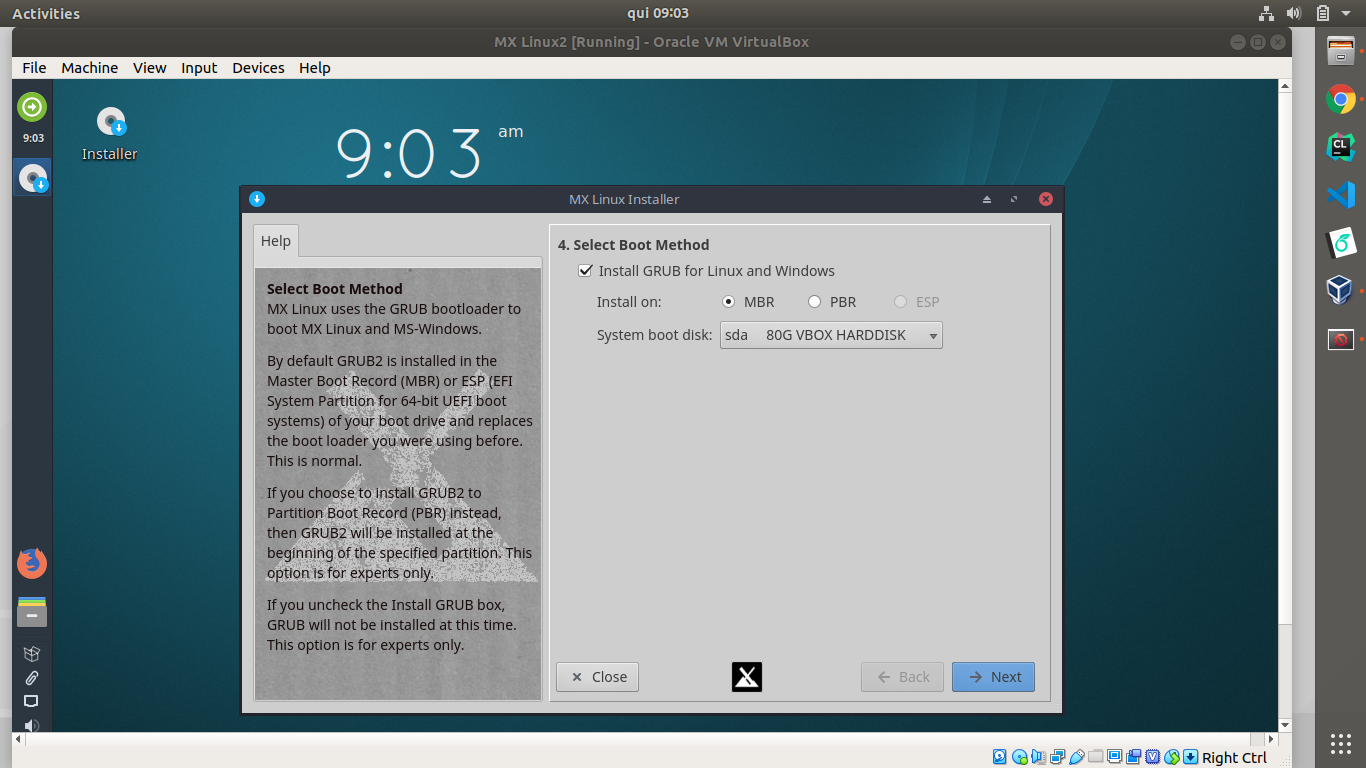 Activities
qui 09:03
MX Linux2 [Running] - Oracle VM VirtualBox
File Machine View Input Devices Help
9:03
Installer
9:03 am
MX Linux Installer
Help
Select Boot Method
MX Linux uses the GRUB bootloader to
boot MX Linux and MS-Windows.
By default GRUB2 is installed in the
Master Boot Record (MBR) or ESP (EFI
System Partition for 64-bit UEFI boot
systems) of your boot drive and replaces
the boot loader you were using before.
This is normal.
If you choose to install GRUB2 to
Partition Boot Record (PBR) instead,
then GRUB2 will be installed at the
beginning of the specified partition. This
option is for experts only.
If you uncheck the Install GRUB box,
GRUB will not be installed at this time.
This option is for experts only.
4. Select Boot Method
Install GRUB for Linux and Windows
Install on: MBR PBR ESP
System boot disk: sda 80G VBOX HARDDISK
Close Back Next
CL
Right Ctrl